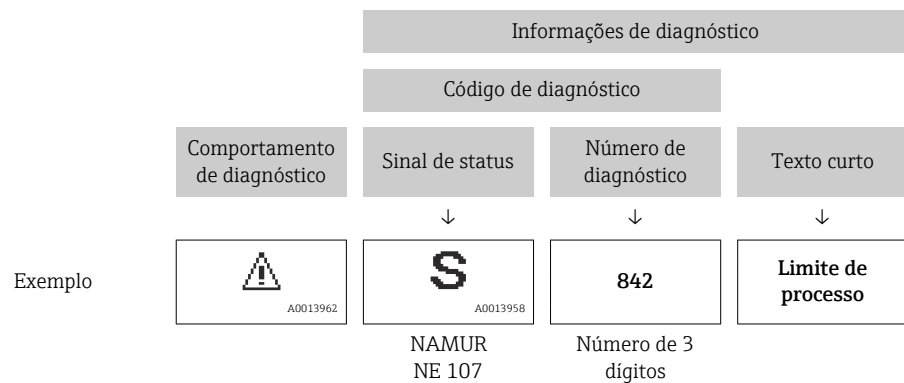 Informações de diagnóstico
Código de diagnóstico
Comportamento
de diagnóstico
Sinal de status
Número de
diagnóstico
Texto curto
↓ ↓ ↓
Exemplo
A0013962
S
A0013958
842
Limite de
processo
NAMUR
NE 107
Número de 3
dígitos